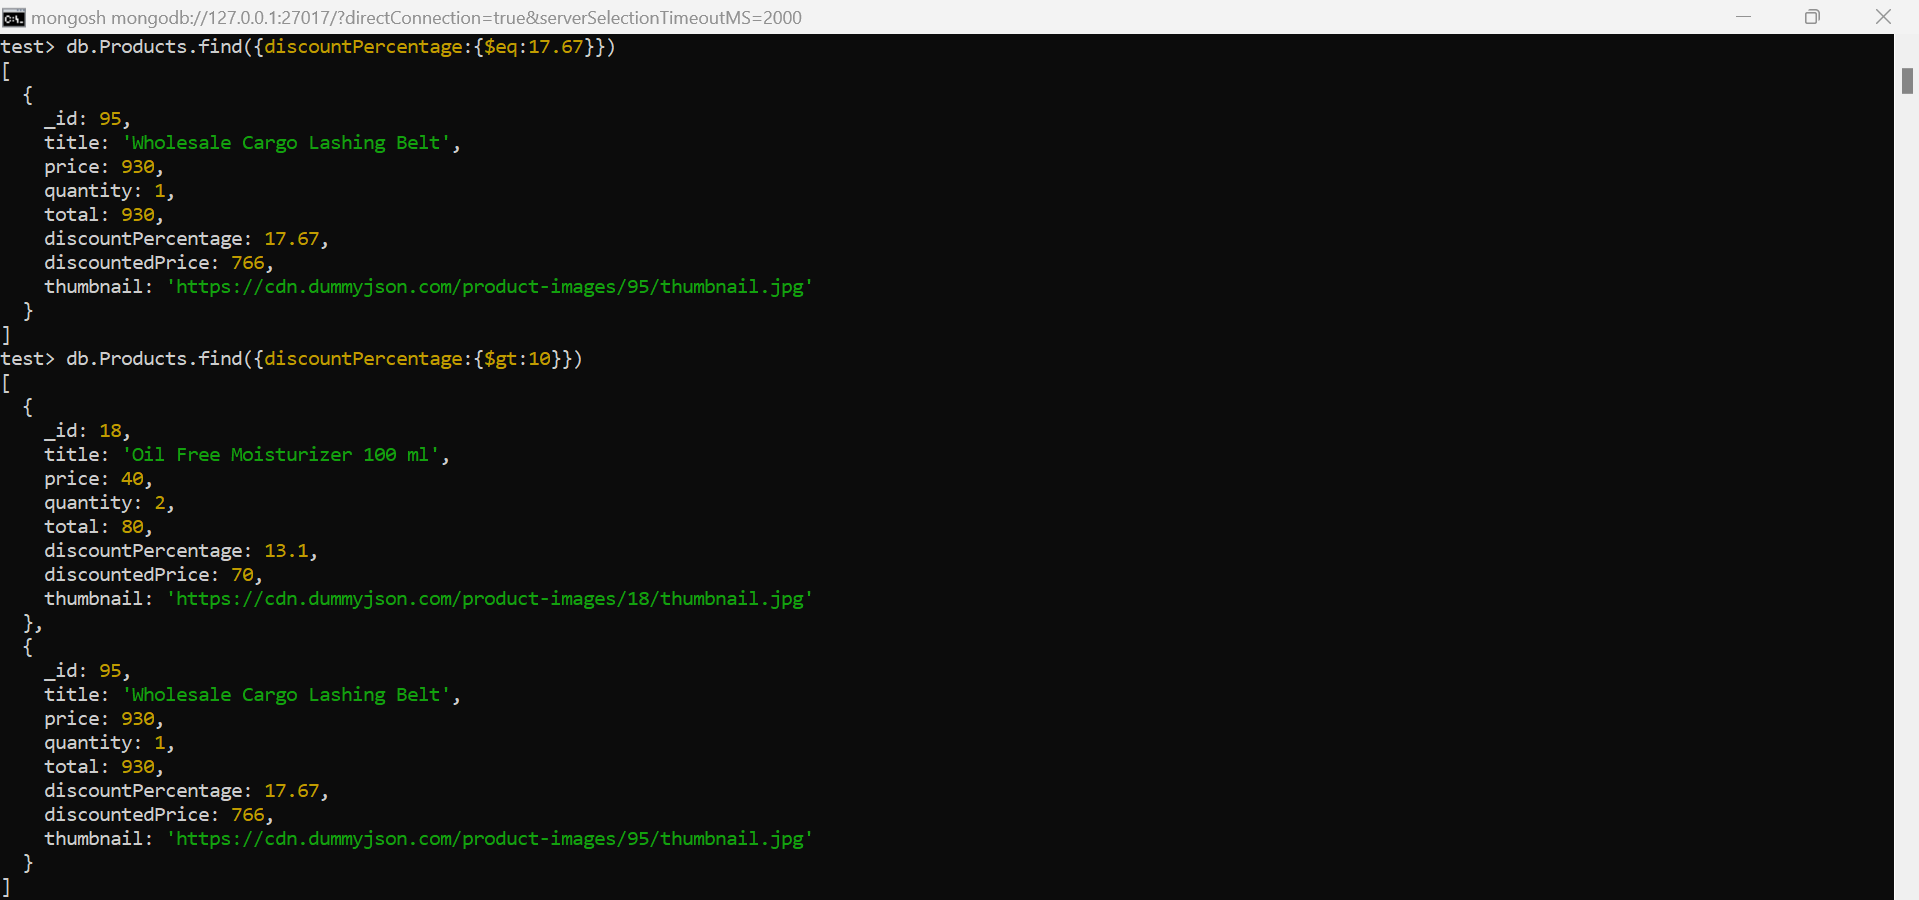 mongosh mongodb://127.0.0.1:27017/?directConnection=true&serverSelectionTimeoutMS=2000
test> db.Products.find({discountPercentage:{$eq:17.67}})
[
  {
    _id: 95,
    title: 'Wholesale Cargo Lashing Belt',
    price: 930,
    quantity: 1,
    total: 930,
    discountPercentage: 17.67,
    discountedPrice: 766,
    thumbnail: 'https://cdn.dummyjson.com/product-images/95/thumbnail.jpg'
  }
]
test> db.Products.find({discountPercentage:{$gt:10}})
[
  {
    _id: 18,
    title: 'Oil Free Moisturizer 100 ml',
    price: 40,
    quantity: 2,
    total: 80,
    discountPercentage: 13.1,
    discountedPrice: 70,
    thumbnail: 'https://cdn.dummyjson.com/product-images/18/thumbnail.jpg'
  },
  {
    _id: 95,
    title: 'Wholesale Cargo Lashing Belt',
    price: 930,
    quantity: 1,
    total: 930,
    discountPercentage: 17.67,
    discountedPrice: 766,
    thumbnail: 'https://cdn.dummyjson.com/product-images/95/thumbnail.jpg'
  }
]